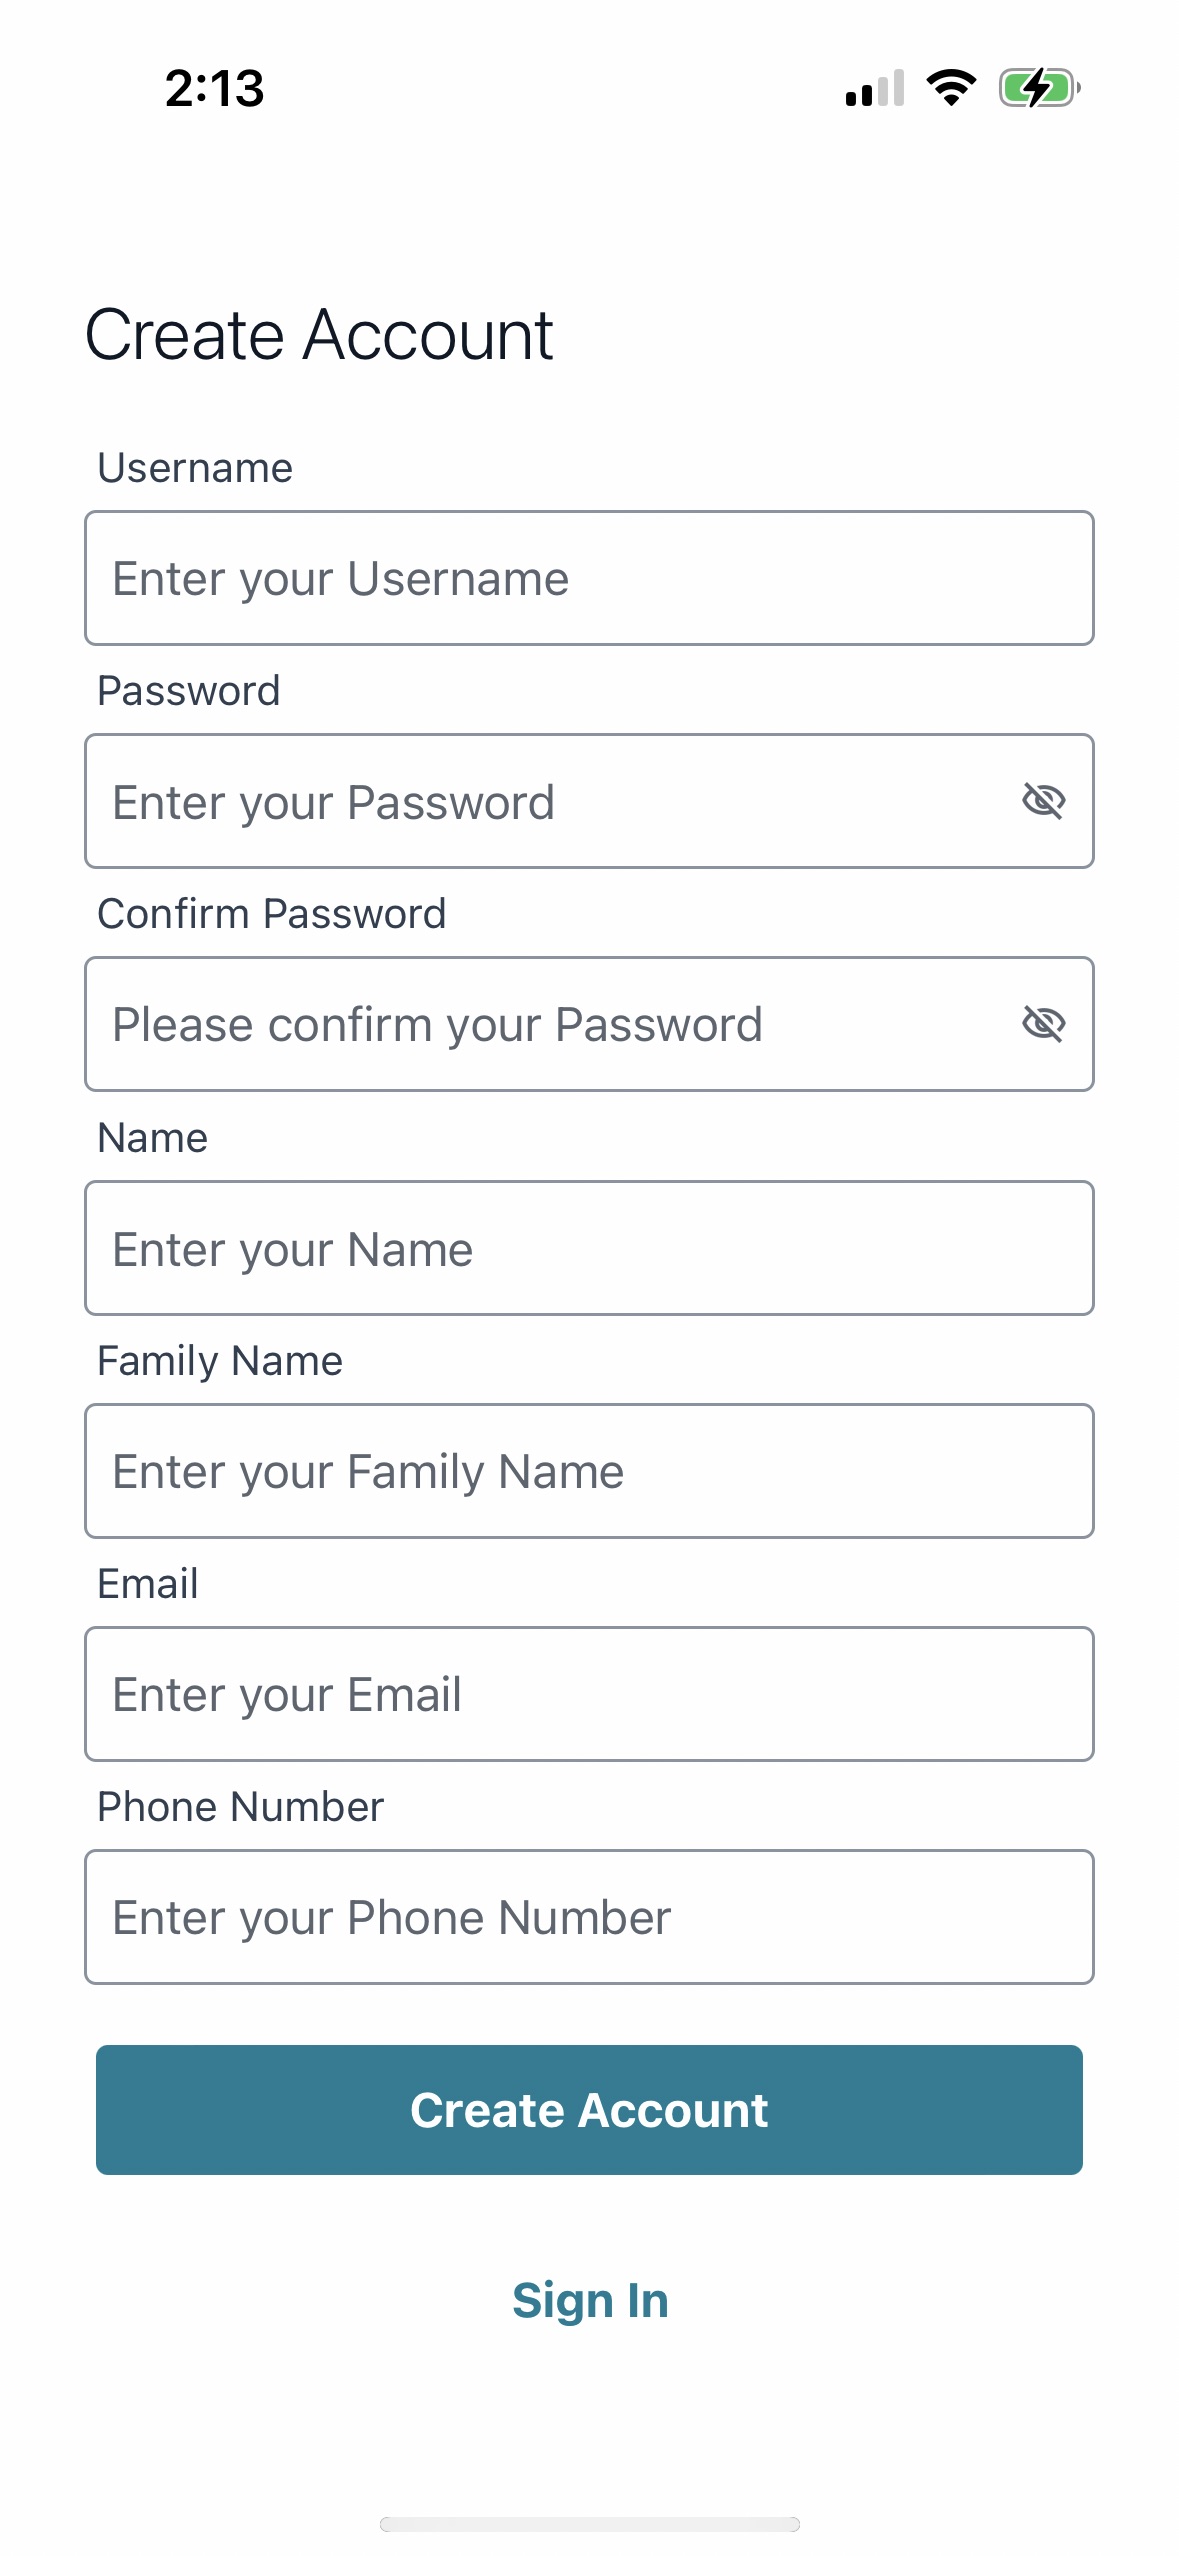 2:13
Create Account
Username
Enter your Username
Password
Enter your Password
Confirm Password
Please confirm your Password
Name
Enter your Name
Family Name
Enter your Family Name
Email
Enter your Email
Phone Number
Enter your Phone Number
Create Account
Sign In